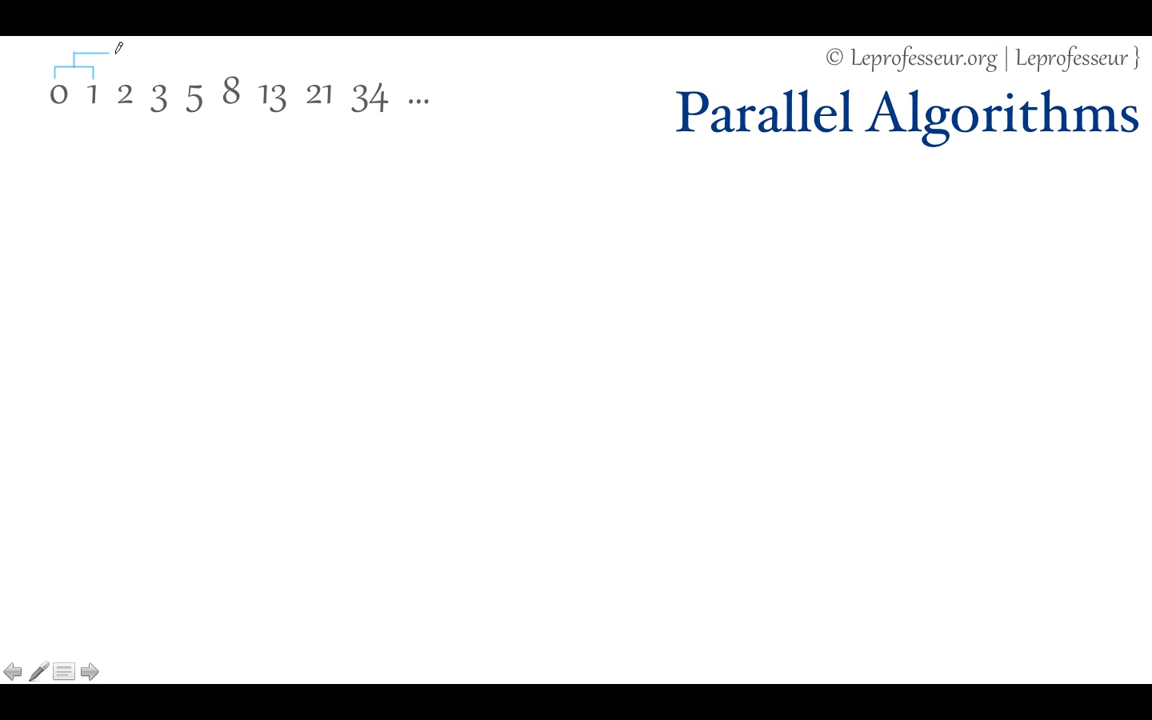 © Leprofesseur.org | Leprofesseur }
Parallel Algorithms
0 1 2 3 5 8 13 21 34 ...